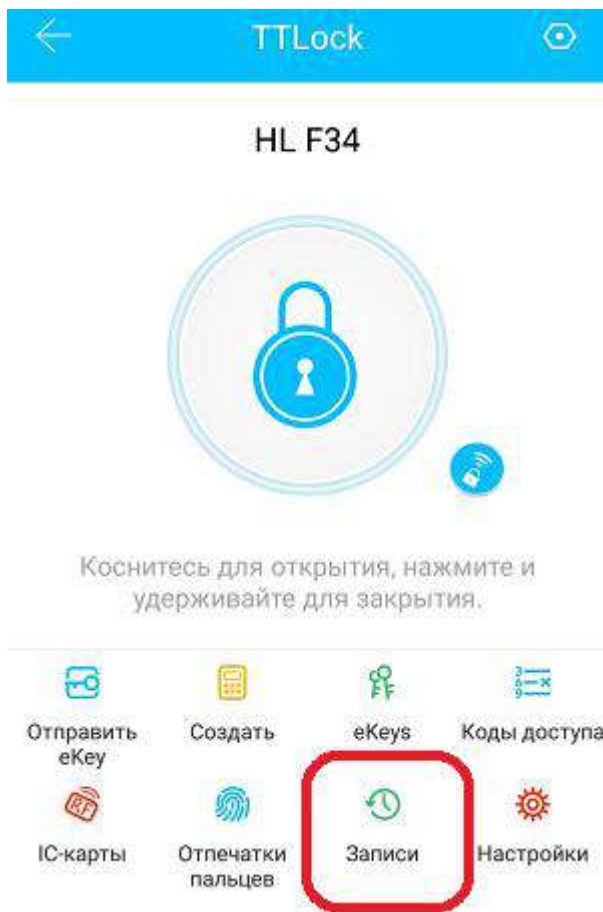 TTLock
HL F34
Коснитесь для открытия, нажмите и
удерживайте для закрытия.
Отправить
eKey
Создать
eKeys
Коды доступа
IC-карты
Отпечатки
пальцев
Записи
Настройки